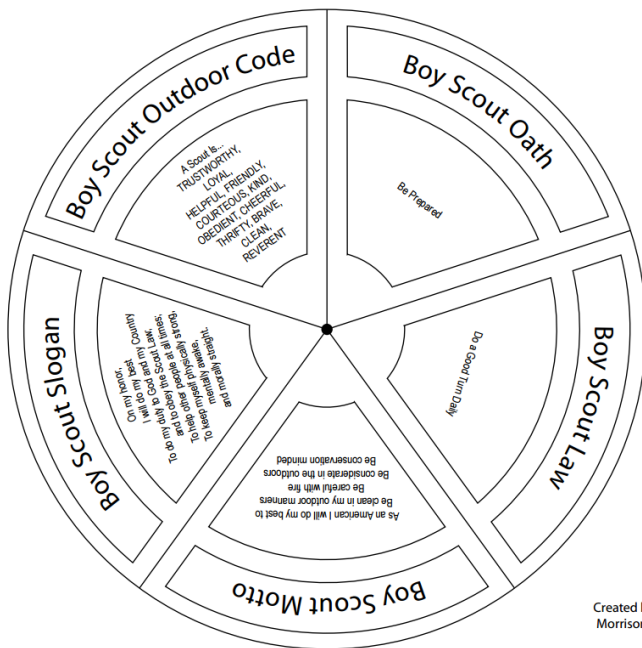 Boy Scout Outdoor Code
A Scout Is...
TRUSTWORTHY,
LOYAL,
HELPFUL, FRIENDLY,
COURTEOUS, KIND,
OBEDIENT, CHEERFUL,
THRIFTY, BRAVE,
CLEAN,
REVERENT
Boy Scout Oath
Be Prepared
Boy Scout Law
Do a Good Turn Daily
Boy Scout Motto
As an American I will do my best to
Be clean in my outdoor manners
Be careful with fire
Be considerate in the outdoors
Be conservation minded
Boy Scout Slogan
On my honor,
I will do my best
To do my duty to God and my Country
and to obey the Scout Law;
To help other people at all times;
To keep myself physically strong,
mentally awake,
and morally straight.
Created
Morrison